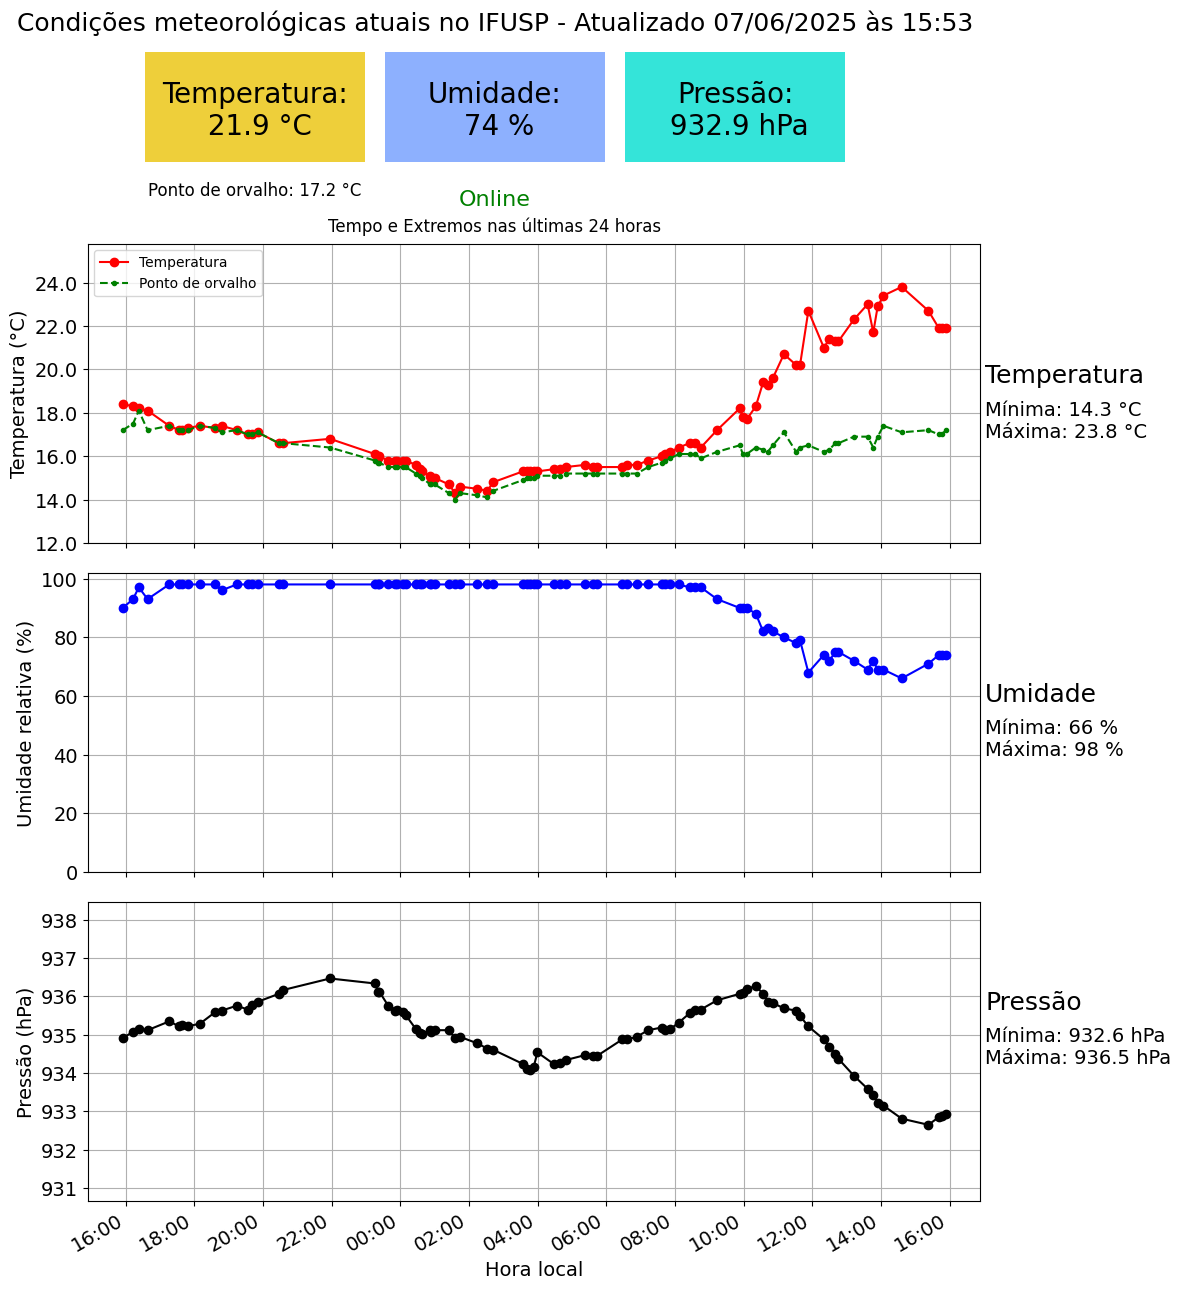 Condições meteorológicas atuais no IFUSP - Atualizado 07/06/2025 às 15:53
Temperatura:
21.9 °C
Umidade:
74 %
Pressão:
932.9 hPa
Ponto de orvalho: 17.2 °C
Online
Tempo e Extremos nas últimas 24 horas
Temperatura
Ponto de orvalho
Temperatura (°C)
24.0
22.0
20.0
18.0
16.0
14.0
12.0
Temperatura
Mínima: 14.3 °C
Máxima: 23.8 °C
Umidade relativa (%)
100
80
60
40
20
0
Umidade
Mínima: 66 %
Máxima: 98 %
Pressão (hPa)
938
937
936
935
934
933
932
931
Pressão
Mínima: 932.6 hPa
Máxima: 936.5 hPa
16:00
18:00
20:00
22:00
00:00
02:00
04:00
06:00
08:00
10:00
12:00
14:00
16:00
Hora local